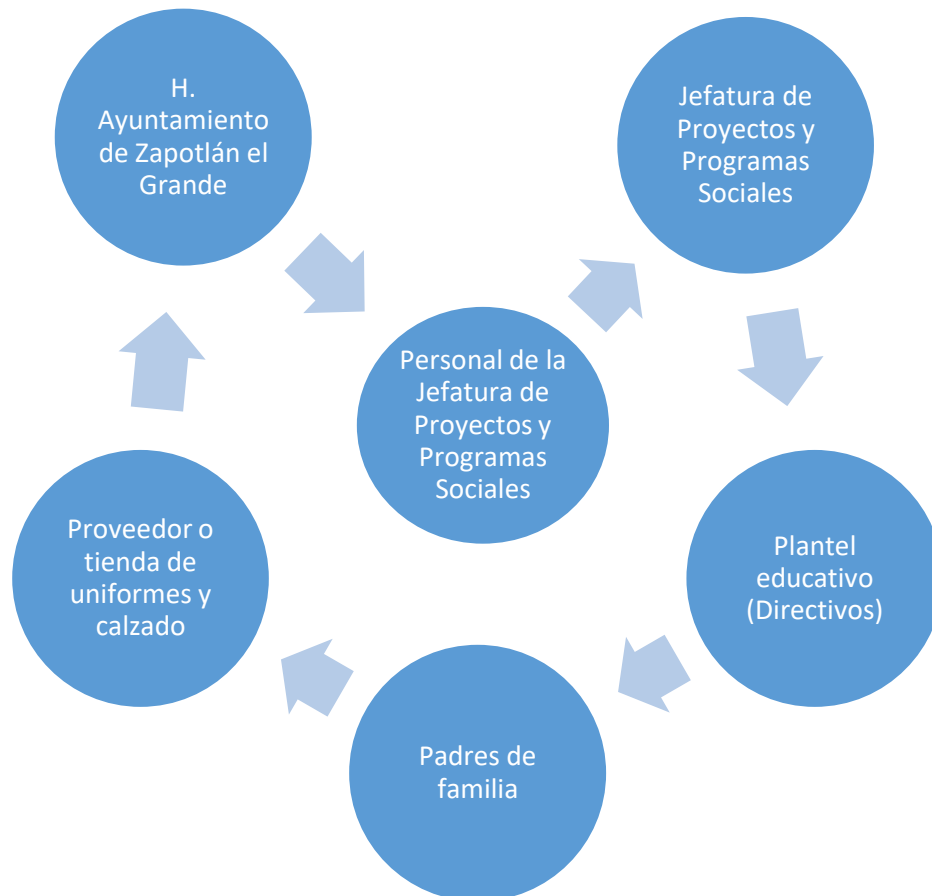 H.
Ayuntamiento
de Zapotlán el
Grande
Jefatura de
Proyectos y
Programas
Sociales
Personal de la
Jefatura de
Proyectos y
Programas
Sociales
Proveedor o
tienda de
uniformes y
calzado
Plantel
educativo
(Directivos)
Padres de
familia